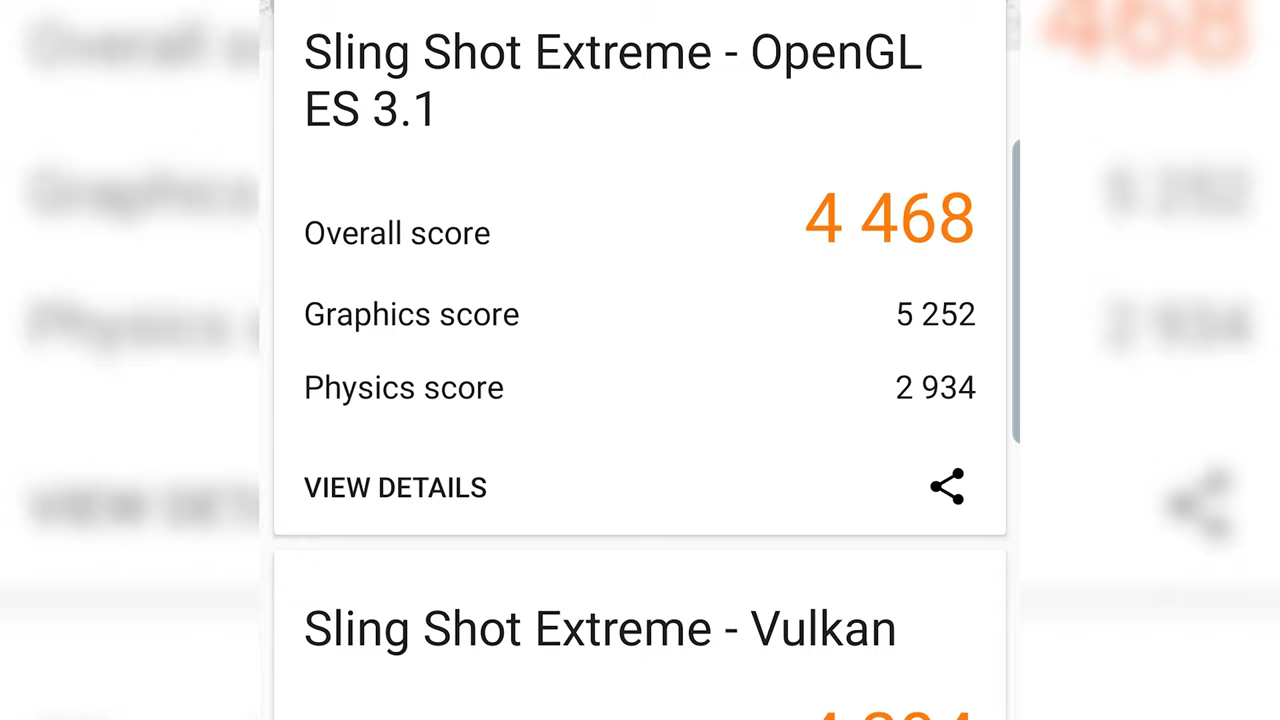 Sling Shot Extreme - OpenGL
ES 3.1
Overall score 4 468
Graphics score 5 252
Physics score 2 934
VIEW DETAILS
Sling Shot Extreme - Vulkan